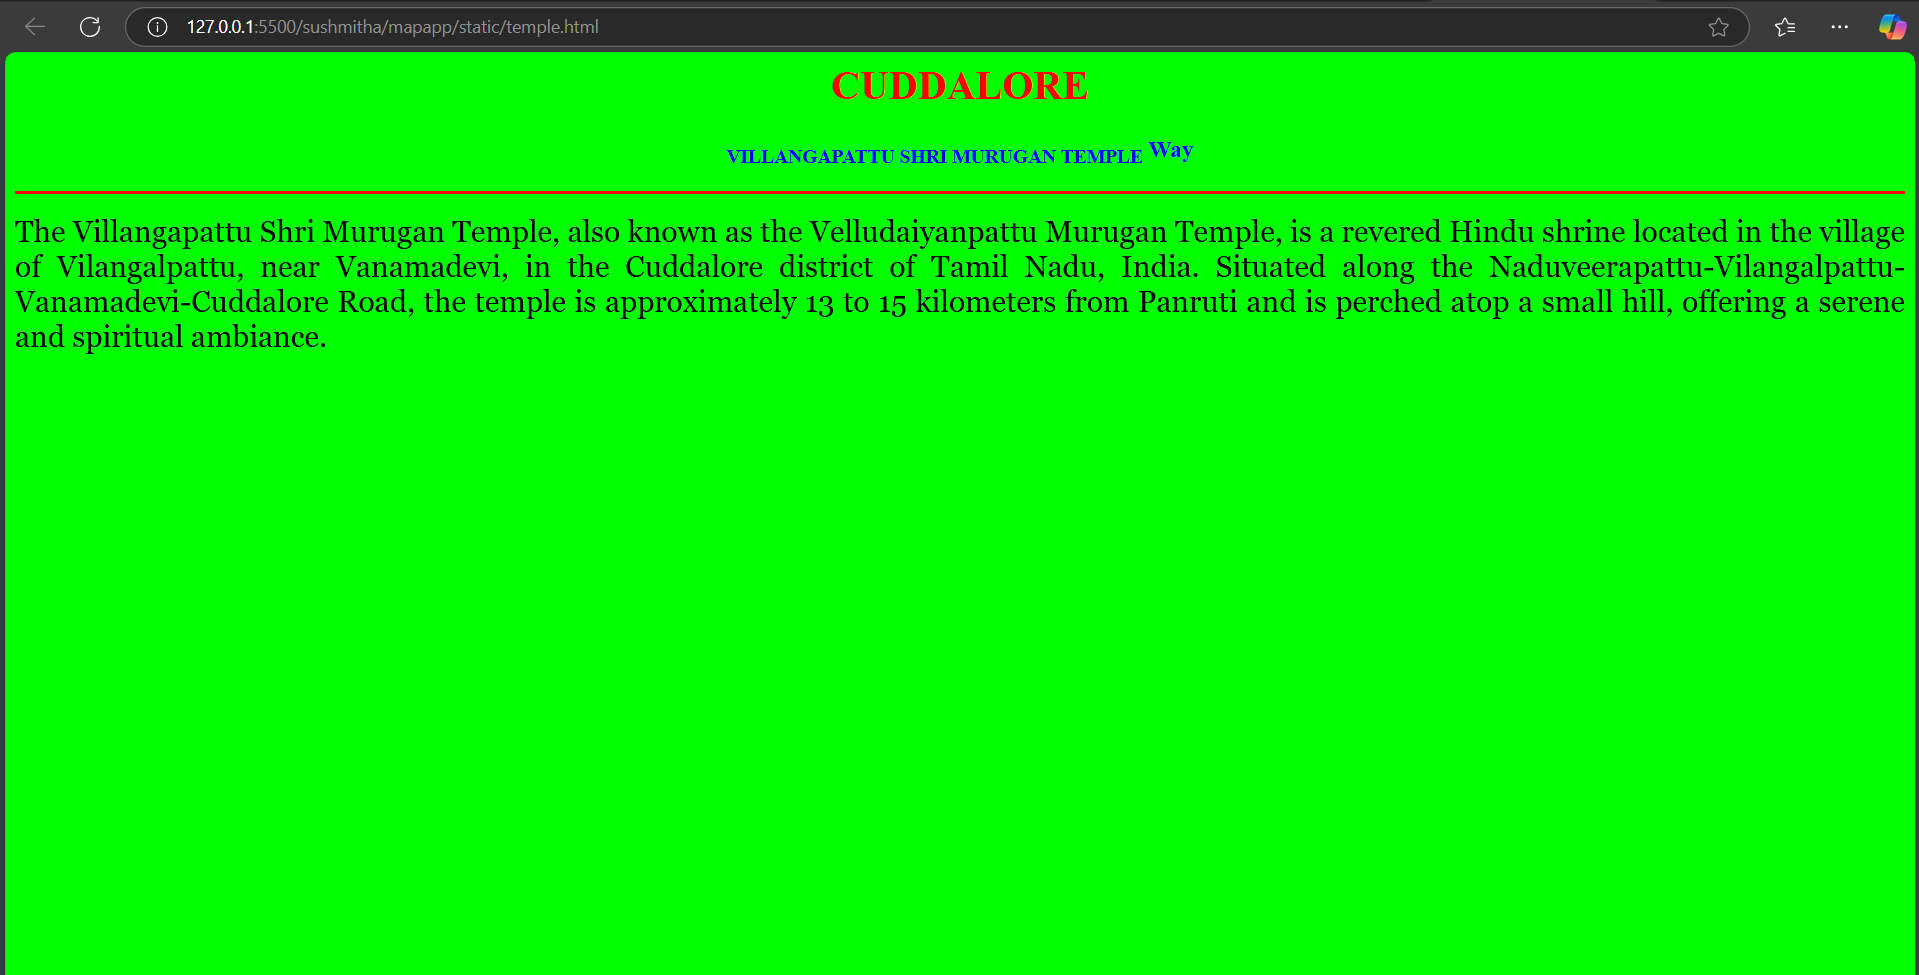 127.0.0.1:5500/sushmitha/mapapp/static/temple.html
CUDDALORE
VILLANGAPATTU SHRI MURUGAN TEMPLE Way
The Villangapattu Shri Murugan Temple, also known as the Velludaiyanpattu Murugan Temple, is a revered Hindu shrine located in the village
of Vilangalpattu, near Vanamadevi, in the Cuddalore district of Tamil Nadu, India. Situated along the Naduveerapattu-Vilangalpattu-
Vanamadevi-Cuddalore Road, the temple is approximately 13 to 15 kilometers from Panruti and is perched atop a small hill, offering a serene
and spiritual ambiance.